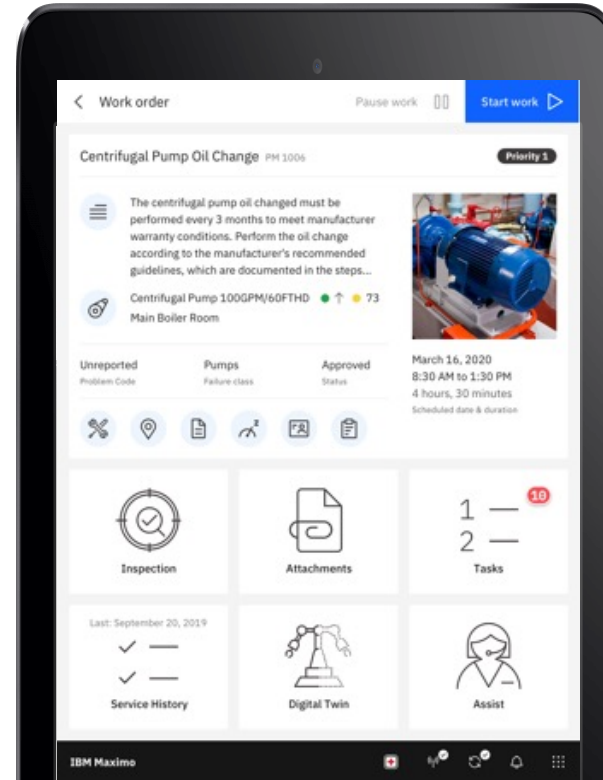 Work order
Pause work
Start work
Centrifugal Pump Oil Change PM 1006
Priority 1
The centrifugal pump oil changed must be
performed every 3 months to meet manufacturer
warranty conditions. Perform the oil change
according to the manufacturer's recommended
guidelines, which are documented in the steps...
Centrifugal Pump 100GPM/60FTHD 73
Main Boiler Room
March 16, 2020
8:30 AM to 1:30 PM
4 hours, 30 minutes
Scheduled date & duration
Unreported
Problem Code
Pumps
Failure class
Approved
Status
Inspection
Attachments
1
2
10
Tasks
Last: September 20, 2019
Service History
Digital Twin
Assist
IBM Maximo